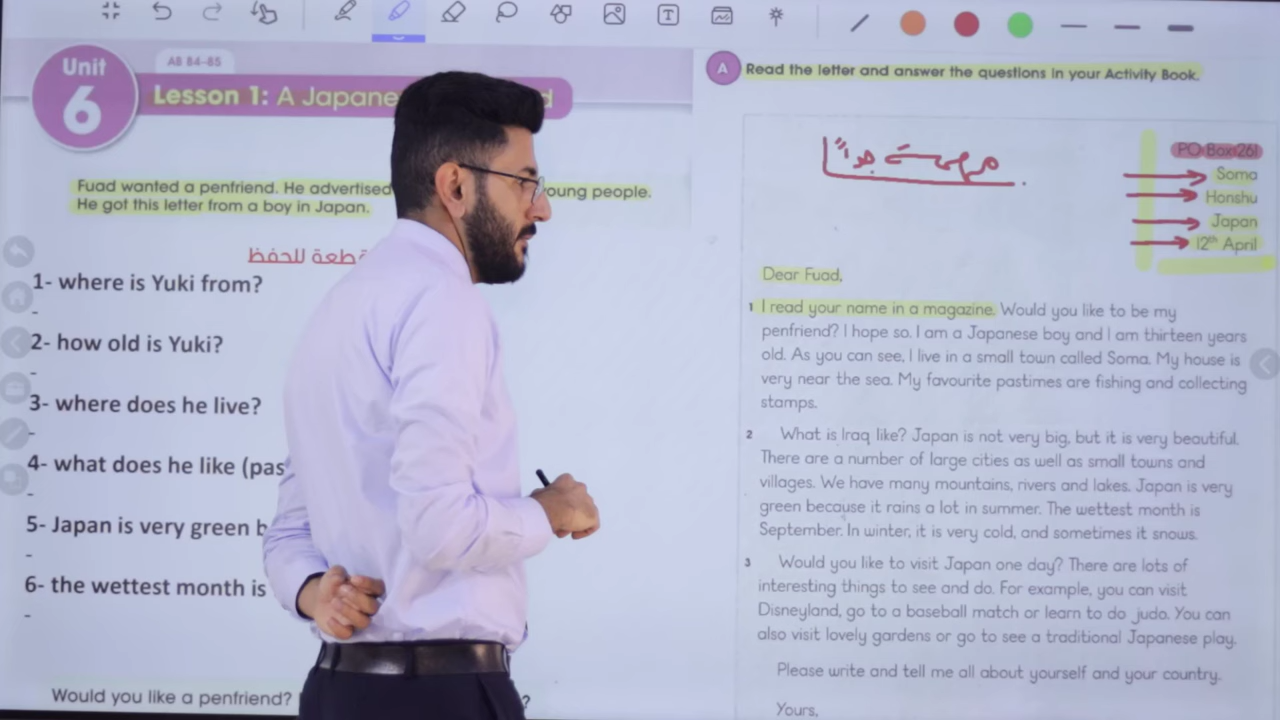 Unit
6
AB 84-85
Lesson 1: A Japane d
Fuad wanted a penfriend. He advertised oung people.
He got this letter from a boy in Japan.
قطعة للحفظ
1- where is Yuki from?
-
2- how old is Yuki?
-
3- where does he live?
-
4- what does he like (pas
-
5- Japan is very green b
-
6- the wettest month is
-
Would you like a penfriend? ?
A Read the letter and answer the questions in your Activity Book.
PO Box 261
Soma
Honshu
Japan
12th April
Dear Fuad,
1 I read your name in a magazine. Would you like to be my
penfriend? I hope so. I am a Japanese boy and I am thirteen years
old. As you can see, I live in a small town called Soma. My house is
very near the sea. My favourite pastimes are fishing and collecting
stamps.
2 What is Iraq like? Japan is not very big, but it is very beautiful.
There are a number of large cities as well as small towns and
villages. We have many mountains, rivers and lakes. Japan is very
green because it rains a lot in summer. The wettest month is
September. In winter, it is very cold, and sometimes it snows.
3 Would you like to visit Japan one day? There are lots of
interesting things to see and do. For example, you can visit
Disneyland, go to a baseball match or learn to do judo. You can
also visit lovely gardens or go to see a traditional Japanese play.
Please write and tell me all about yourself and your country.
Yours,